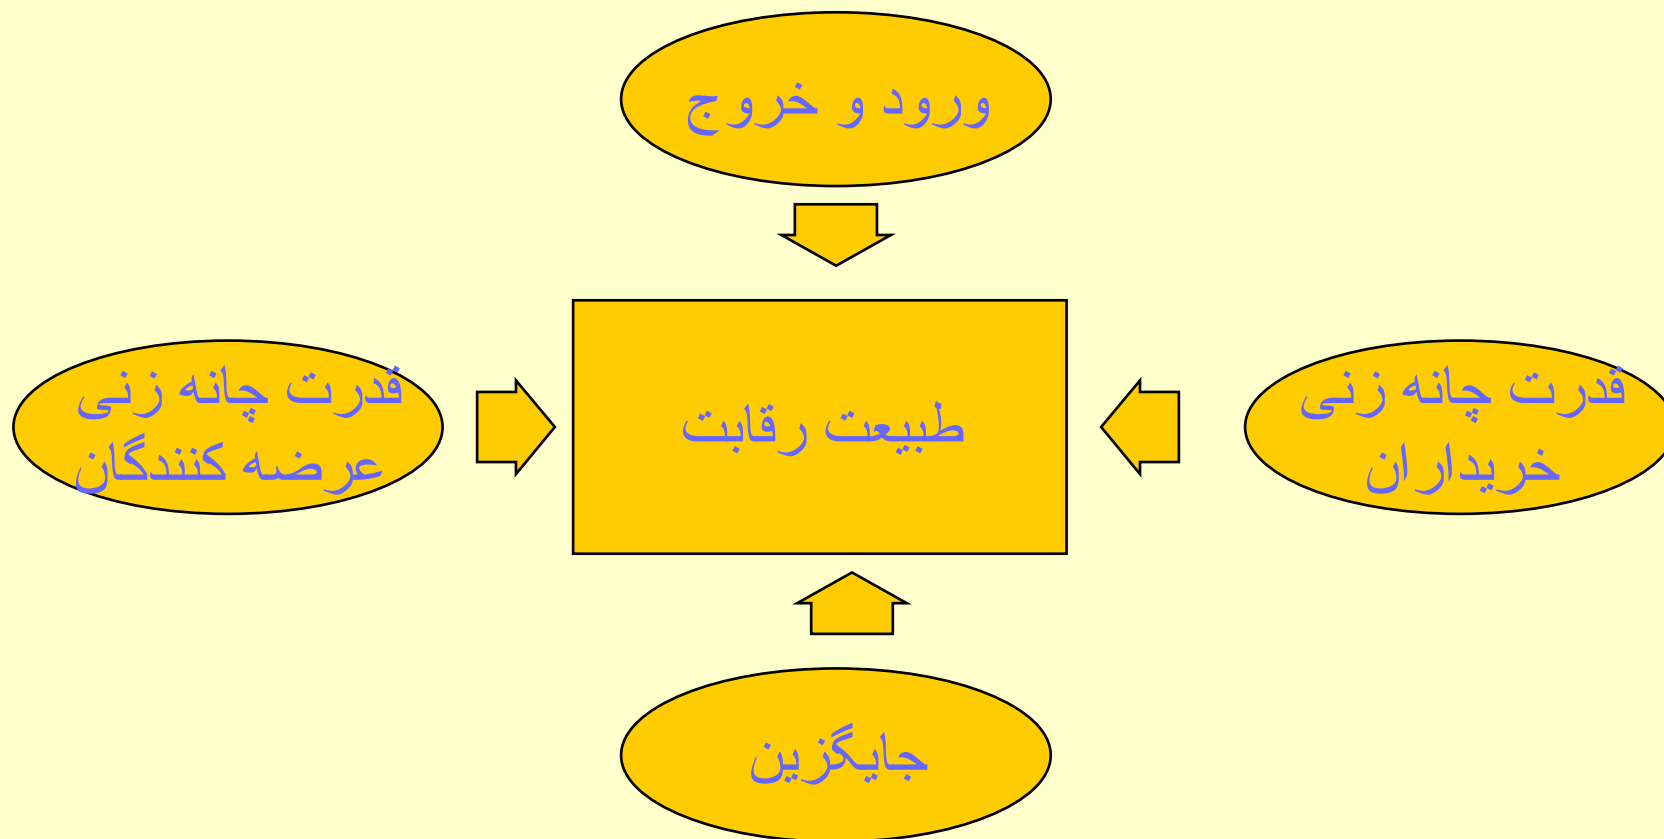 ورود و خروج
قدرت چانه زنی
خریداران
طبیعت رقابت
قدرت چانه زنی
عرضه کنندگان
جایگزین